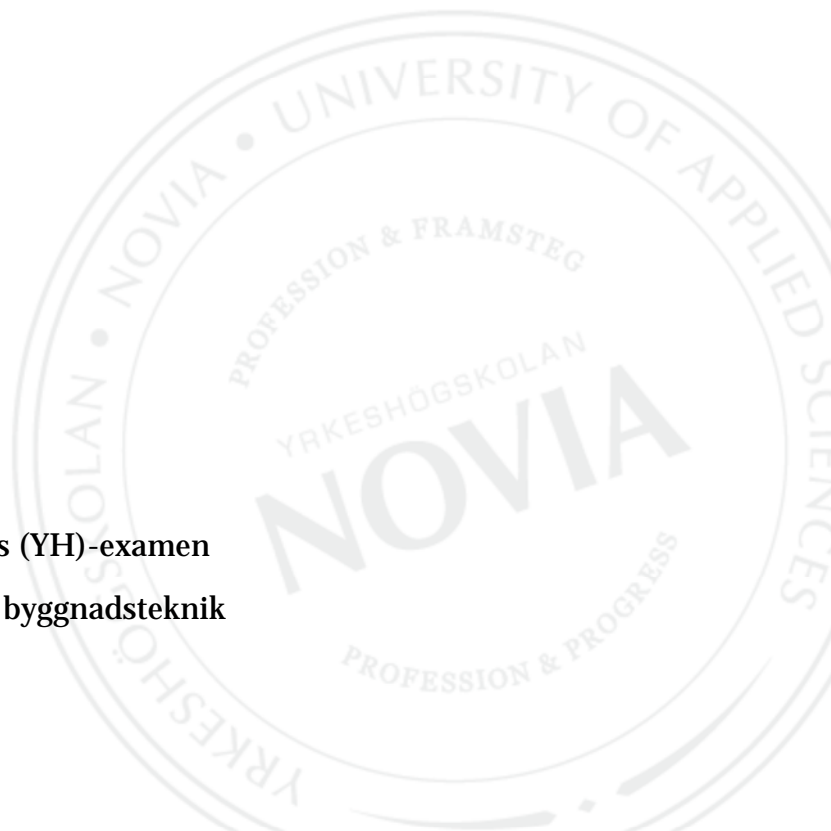 YRKESHÖGSKOLAN • NOVIA • UNIVERSITY OF APPLIED SCIENCES
PROFESSION & FRAMSTEG
YRKESHÖGSKOLAN
NOVIA
s (YH)-examen
byggnadsteknik
PROFESSION & PROGRESS